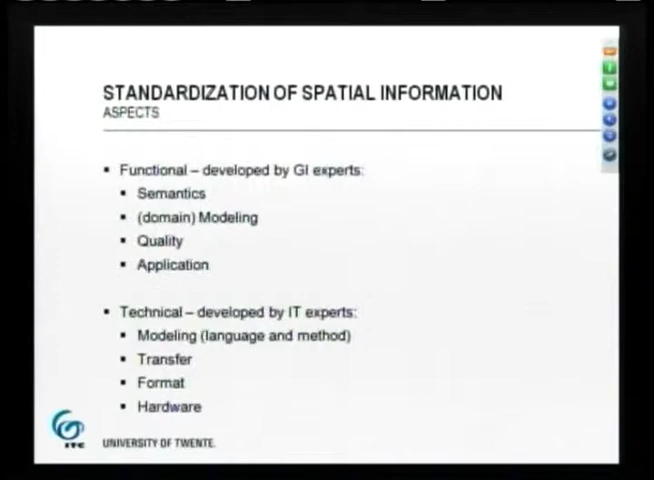 STANDARDIZATION OF SPATIAL INFORMATION
ASPECTS
▪ Functional – developed by GI experts:
▪ Semantics
▪ (domain) Modeling
▪ Quality
▪ Application
▪ Technical – developed by IT experts:
▪ Modeling (language and method)
▪ Transfer
▪ Format
▪ Hardware
ITC
UNIVERSITY OF TWENTE.